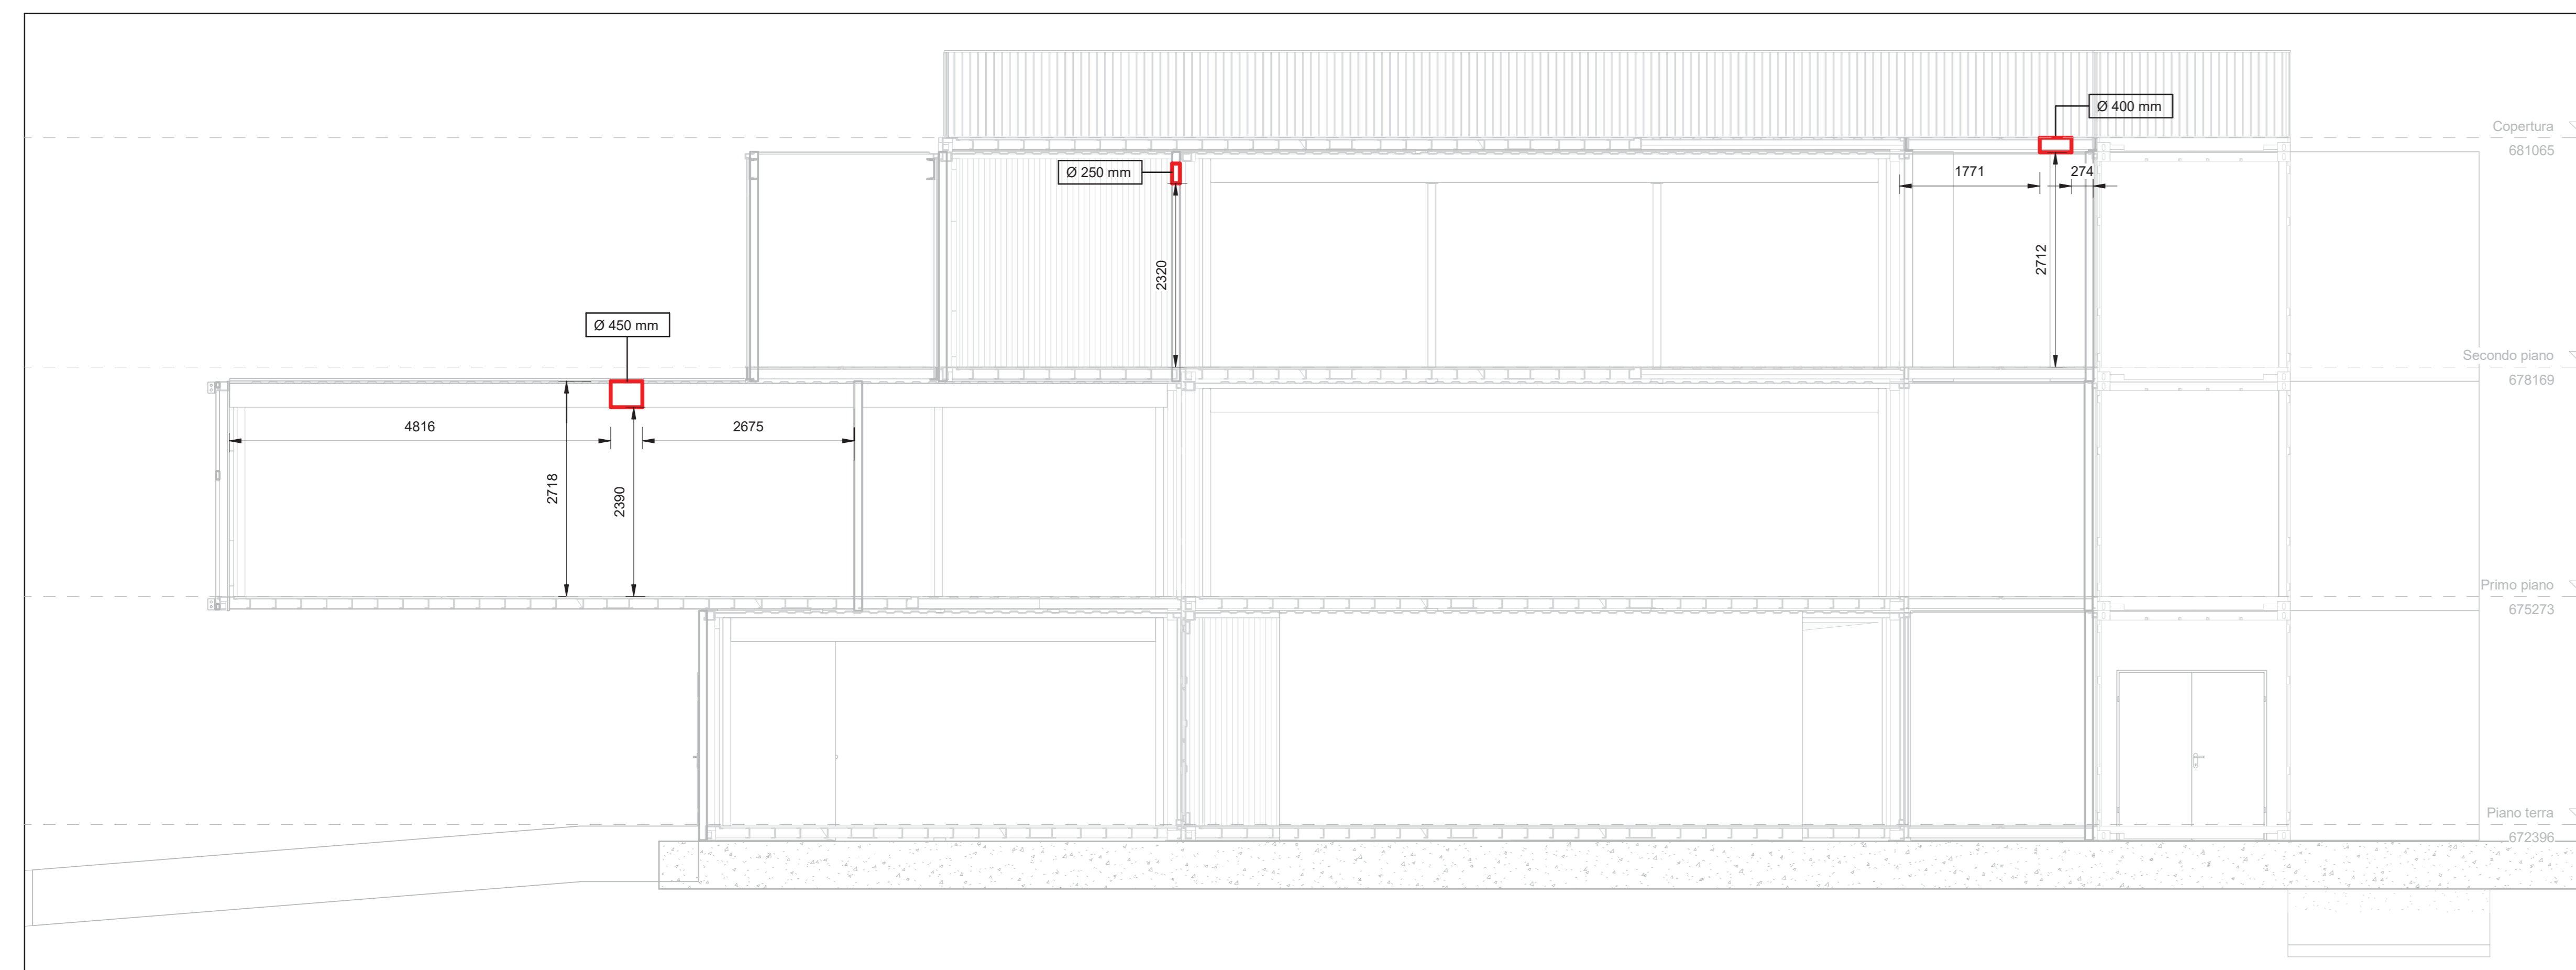 Ø 400 mm
Copertura
681065
Ø 250 mm
1771
274
2712
2320
Ø 450 mm
Secondo piano
678169
4816
2675
2718
2390
Primo piano
675273
Piano terra
672396